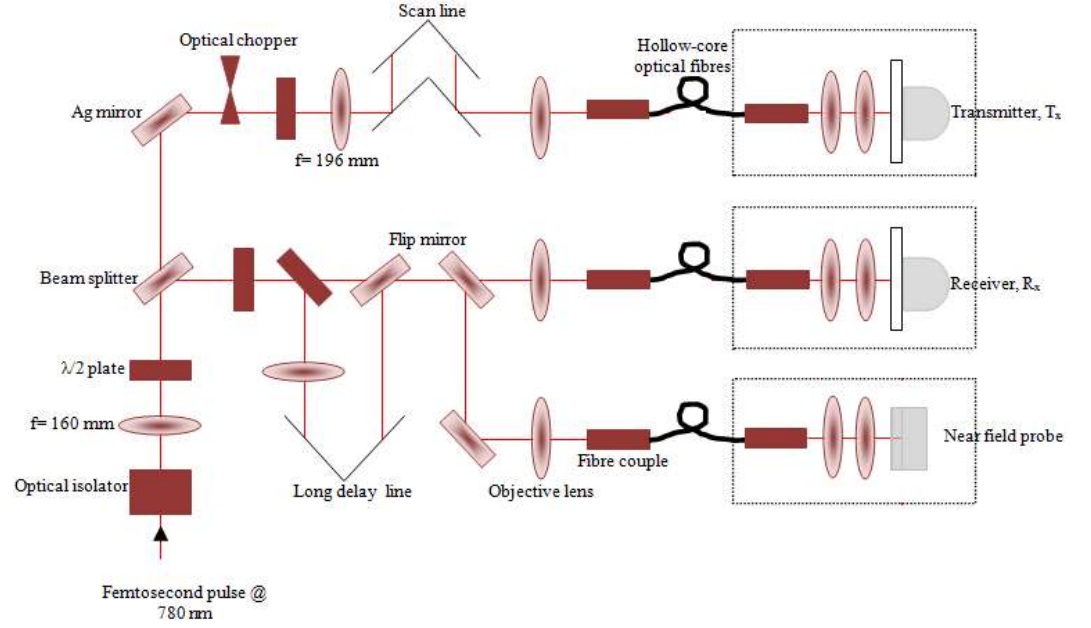 Scan line
Optical chopper
Hollow-core
optical fibres
Ag mirror
Transmitter, Tₓ
f= 196 mm
Flip mirror
Beam splitter
Receiver, Rₓ
λ/2 plate
f= 160 mm
Near field probe
Fibre couple
Optical isolator
Long delay line
Objective lens
Femtosecond pulse @
780 nm